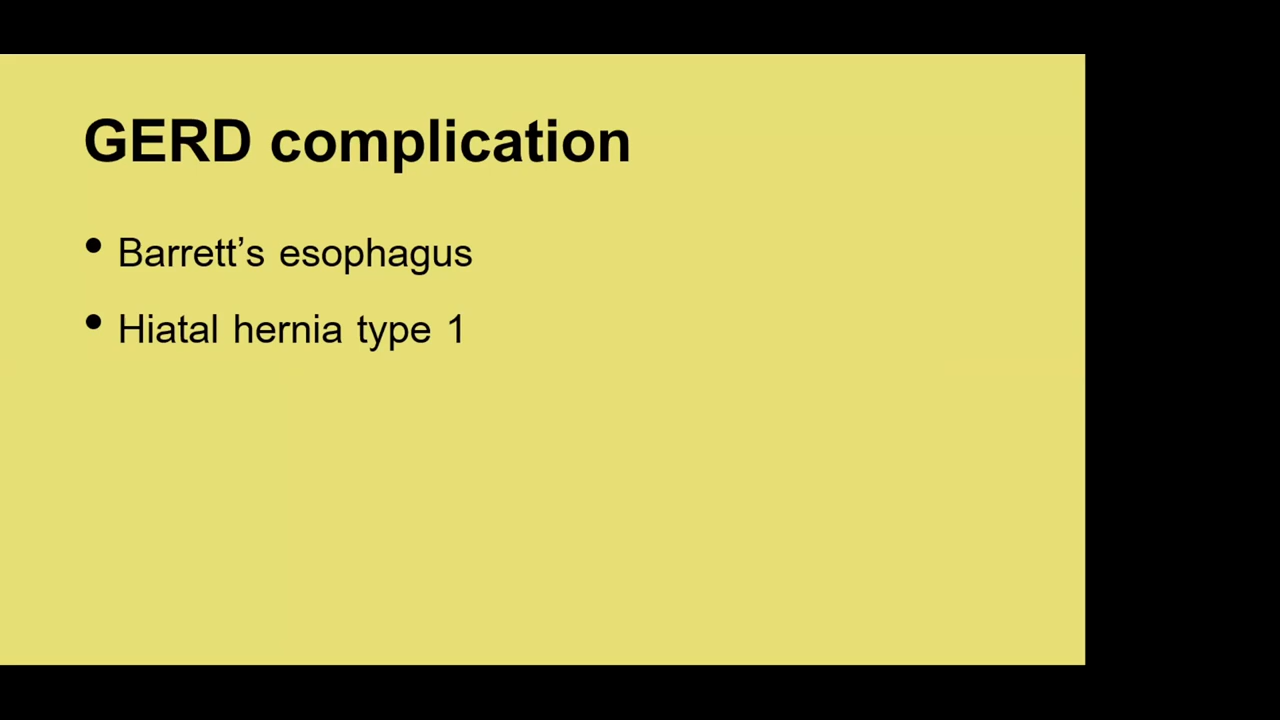 GERD complication
• Barrett’s esophagus
• Hiatal hernia type 1